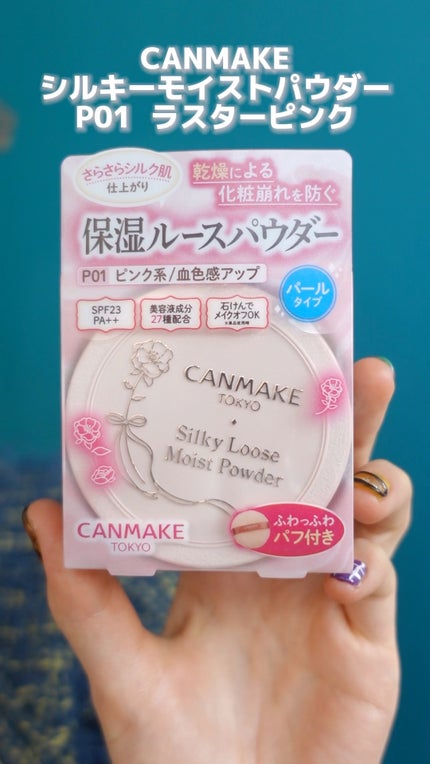 CANMAKE
シルキーモイストパウダー
P01 ラスターピンク
さらさらシルク肌
仕上がり
乾燥による
化粧崩れを防ぐ
保湿ルースパウダー
P01 ピンク系/血色感アップ
パール
タイプ
SPF23
PA++
美容液成分
27種配合
石けんで
メイクオフOK
※単品使用時
CANMAKE
TOKYO
Silky Loose
Moist Powder
CANMAKE
TOKYO
ふわっふわ
パフ付き